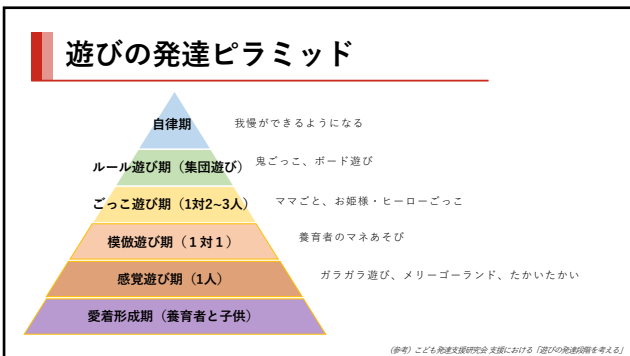 遊びの発達ピラミッド
自律期
我慢ができるようになる
ルール遊び期（集団遊び）
鬼ごっこ、ボード遊び
ごっこ遊び期（1対2~3人）
ママごと、お姫様・ヒーローごっこ
模倣遊び期（１対１）
養育者のマネあそび
感覚遊び期（1人）
ガラガラ遊び、メリーゴーランド、たかいたかい
愛着形成期（養育者と子供）
(参考) こども発達支援研究会 支援における「遊びの発達段階を考える」